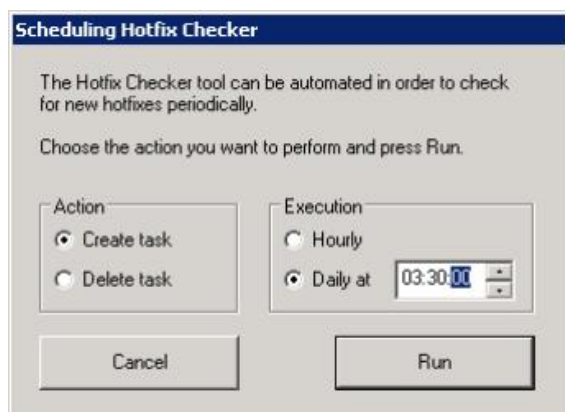 Scheduling Hotfix Checker
The Hotfix Checker tool can be automated in order to check
for new hotfixes periodically.
Choose the action you want to perform and press Run.
Action
Create task
Delete task
Execution
Hourly
Daily at 03:30:00
Cancel
Run